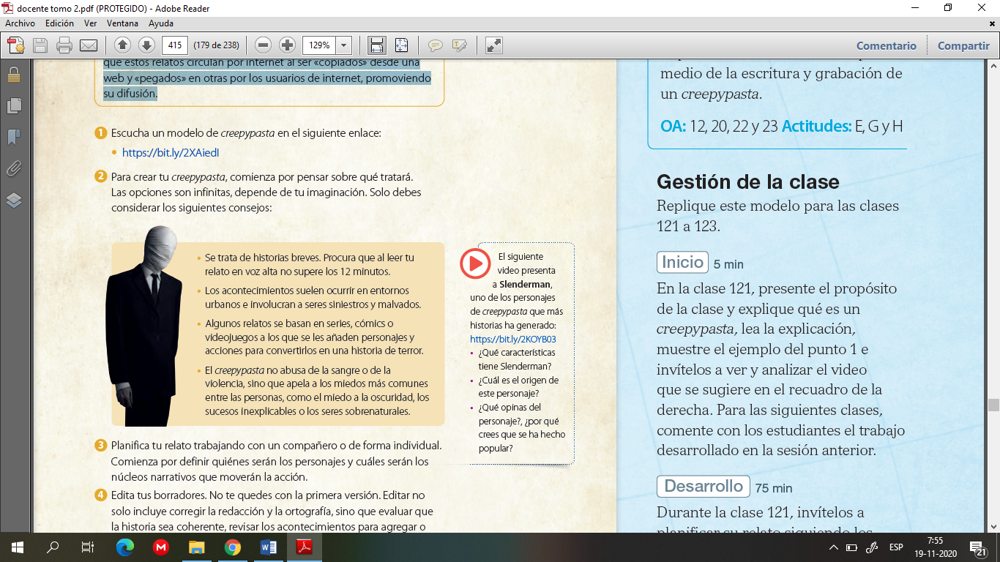 docente tomo 2.pdf (PROTEGIDO) - Adobe Reader
Archivo Edición Ver Ventana Ayuda
415 (179 de 238) 129% Comentario Compartir
que estos relatos circulan por internet al ser «copiados» desde una
web y «pegados» en otras por los usuarios de internet, promoviendo
su difusión.
1 Escucha un modelo de creepypasta en el siguiente enlace:
• https://bit.ly/2XAiedI
2 Para crear tu creepypasta, comienza por pensar sobre qué tratará.
Las opciones son infinitas, depende de tu imaginación. Solo debes
considerar los siguientes consejos:
• Se trata de historias breves. Procura que al leer tu
relato en voz alta no supere los 12 minutos.
• Los acontecimientos suelen ocurrir en entornos
urbanos e involucran a seres siniestros y malvados.
• Algunos relatos se basan en series, cómics o
videojuegos a los que se les añaden personajes y
acciones para convertirlos en una historia de terror.
• El creepypasta no abusa de la sangre o de la
violencia, sino que apela a los miedos más comunes
entre las personas, como el miedo a la oscuridad, los
sucesos inexplicables o los seres sobrenaturales.
El siguiente
video presenta
a Slenderman,
uno de los personajes
de creepypasta que más
historias ha generado:
https://bit.ly/2KOYB03
• ¿Qué características
tiene Slenderman?
• ¿Cuál es el origen de
este personaje?
• ¿Qué opinas del
personaje?, ¿por qué
crees que se ha hecho
popular?
3 Planifica tu relato trabajando con un compañero o de forma individual.
Comienza por definir quiénes serán los personajes y cuáles serán los
núcleos narrativos que moverán la acción.
4 Edita tus borradores. No te quedes con la primera versión. Editar no
solo incluye corregir la redacción y la ortografía, sino que evaluar que
la historia sea coherente, revisar los acontecimientos para agregar o
medio de la escritura y grabación de
un creepypasta.
OA: 12, 20, 22 y 23 Actitudes: E, G y H
Gestión de la clase
Replique este modelo para las clases
121 a 123.
Inicio 5 min
En la clase 121, presente el propósito
de la clase y explique qué es un
creepypasta, lea la explicación,
muestre el ejemplo del punto 1 e
invítelos a ver y analizar el video
que se sugiere en el recuadro de la
derecha. Para las siguientes clases,
comente con los estudiantes el trabajo
desarrollado en la sesión anterior.
Desarrollo 75 min
Durante la clase 121, invítelos a
planificar su relato siguiendo los
ESP
7:55
19-11-2020
21